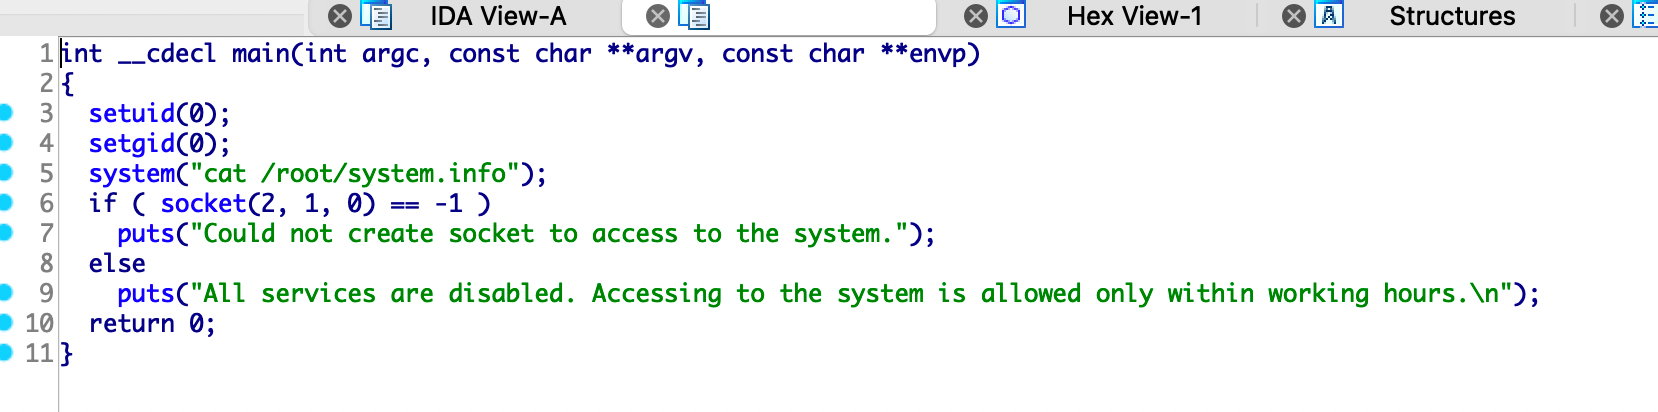 IDA View-A Hex View-1 Structures
1 int __cdecl main(int argc, const char **argv, const char **envp)
2 {
3   setuid(0);
4   setgid(0);
5   system("cat /root/system.info");
6   if ( socket(2, 1, 0) == -1 )
7     puts("Could not create socket to access to the system.");
8   else
9     puts("All services are disabled. Accessing to the system is allowed only within working hours.\n");
10   return 0;
11 }